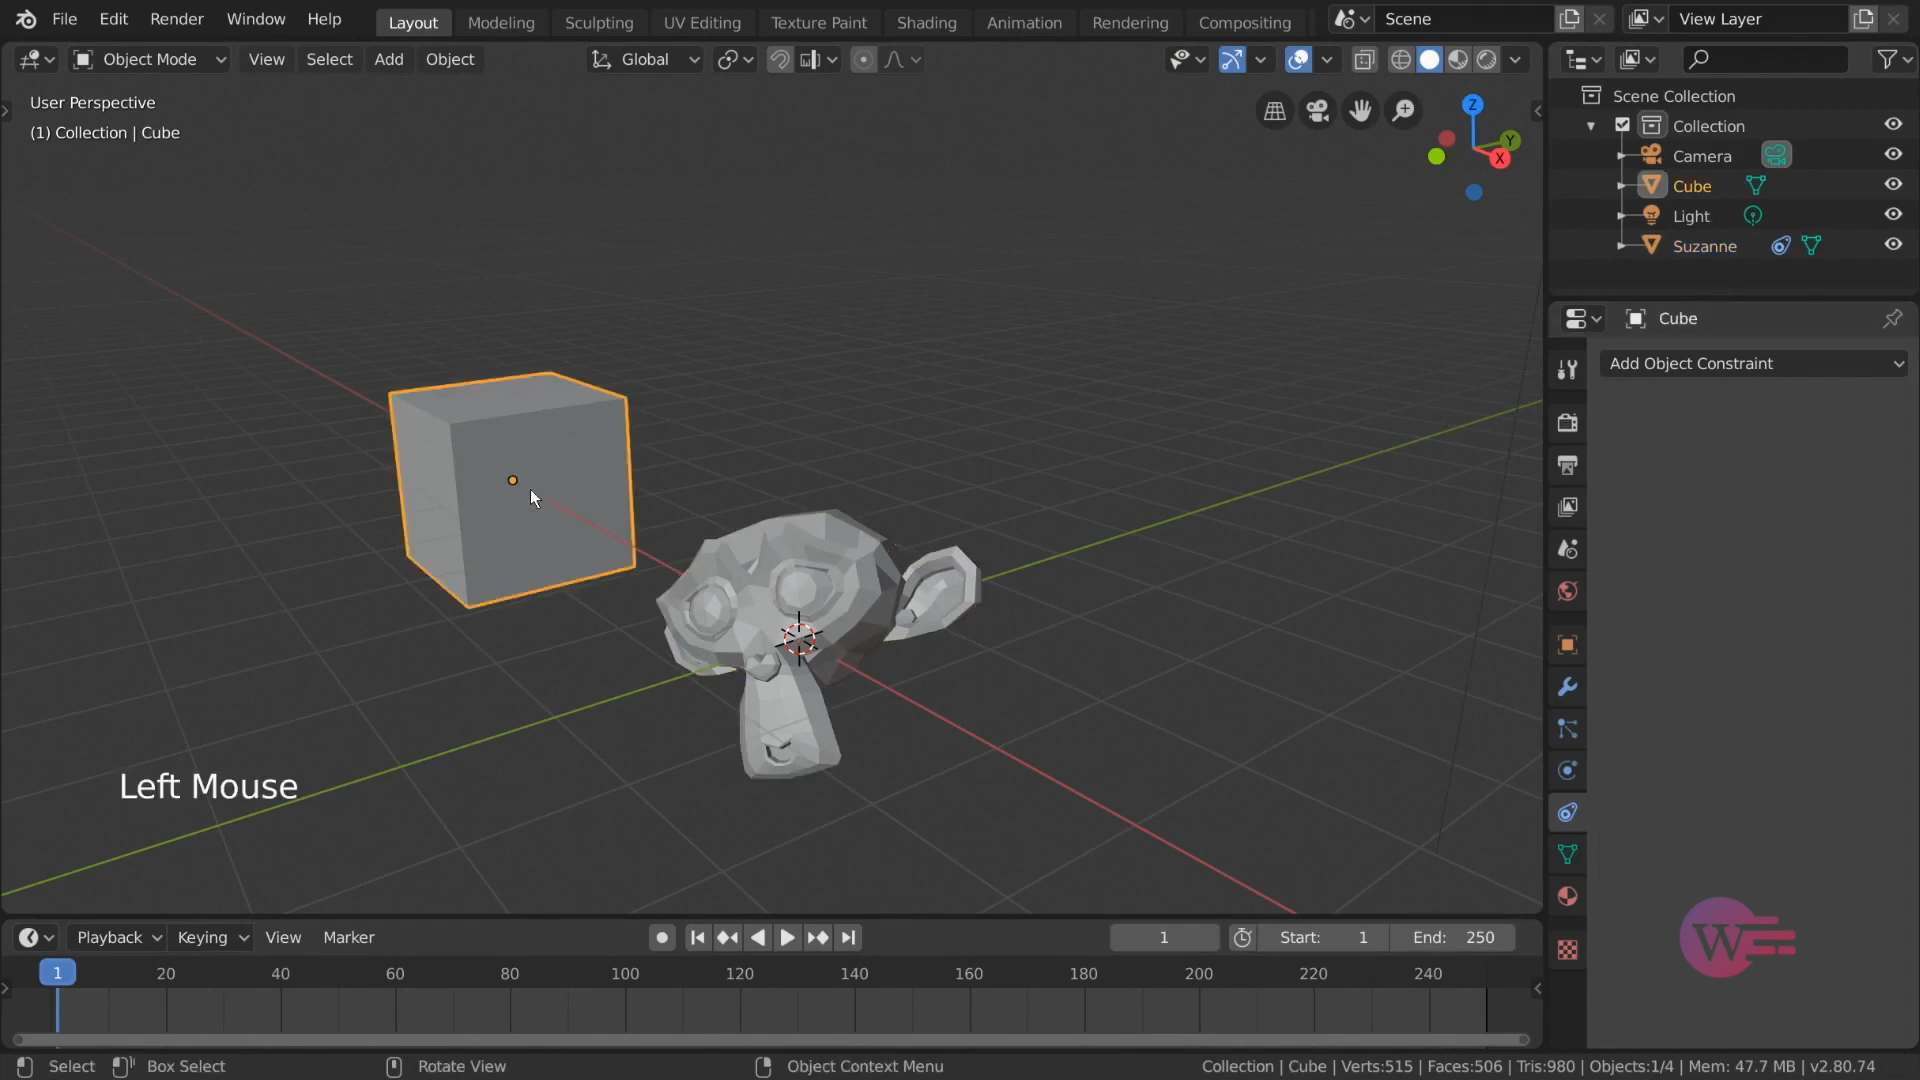 File Edit Render Window Help
Layout Modeling Sculpting UV Editing Texture Paint Shading Animation Rendering Compositing
Scene View Layer
Object Mode View Select Add Object Global
User Perspective
(1) Collection | Cube
Z
Y
X
Left Mouse
Scene Collection
Collection
Camera
Cube
Light
Suzanne
Cube
Add Object Constraint
W
Playback Keying View Marker 1 Start: 1 End: 250
1 20 40 60 80 100 120 140 160 180 200 220 240
Select Box Select Rotate View Object Context Menu Collection | Cube | Verts:515 | Faces:506 | Tris:980 | Objects:1/4 | Mem: 47.7 MB | v2.80.74